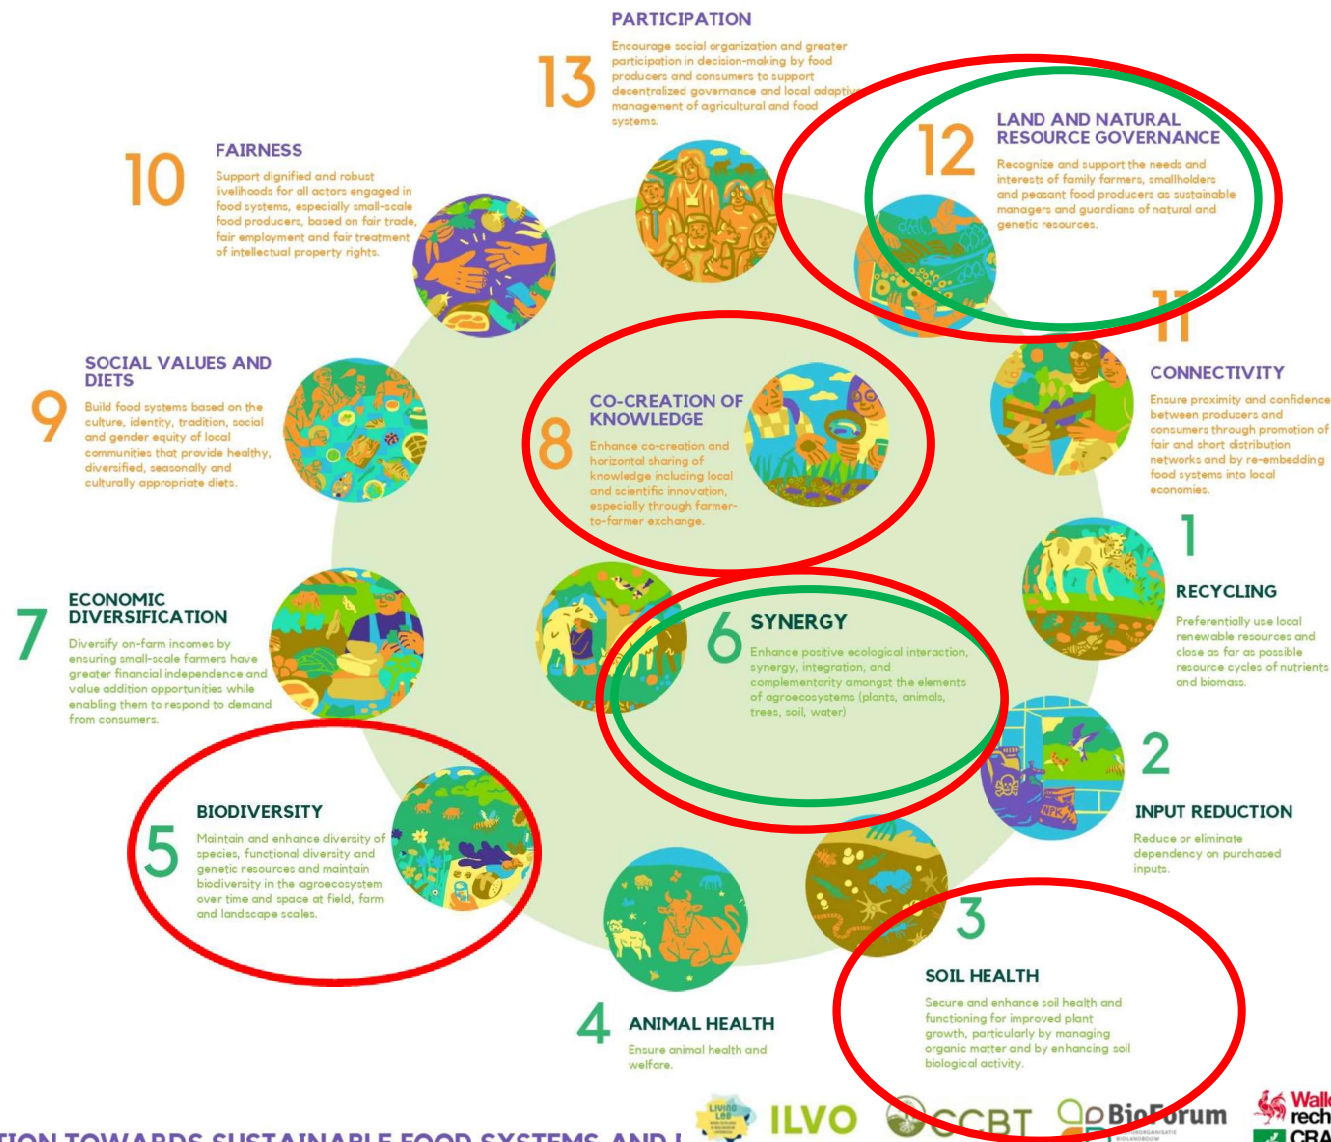 PARTICIPATION
13
Encourage social organization and greater
participation in decision-making by food
producers and consumers to support
decentralized governance and local adaptive
management of agricultural and food
systems.
12
LAND AND NATURAL
RESOURCE GOVERNANCE
Recognize and support the needs and
interests of family farmers, smallholders
and peasant food producers as sustainable
managers and guardians of natural and
genetic resources.
10
FAIRNESS
Support dignified and robust
livelihoods for all actors engaged in
food systems, especially small-scale
food producers, based on fair trade,
fair employment and fair treatment
of intellectual property rights.
11
CONNECTIVITY
Ensure proximity and confidence
between producers and
consumers through promotion of
fair and short distribution
networks and by re-embedding
food systems into local
economies.
9
SOCIAL VALUES AND
DIETS
Build food systems based on the
culture, identity, tradition, social
and gender equity of local
communities that provide healthy,
diversified, seasonally and
culturally appropriate diets.
8
CO-CREATION OF
KNOWLEDGE
Enhance co-creation and
horizontal sharing of
knowledge including local
and scientific innovation,
especially through farmer-
to-farmer exchange.
1
RECYCLING
Preferentially use local
renewable resources and
close as far as possible
resource cycles of nutrients
and biomass.
7
ECONOMIC
DIVERSIFICATION
Diversify on-farm incomes by
ensuring small-scale farmers have
greater financial independence and
value addition opportunities while
enabling them to respond to demand
from consumers.
6
SYNERGY
Enhance positive ecological interaction,
synergy, integration, and
complementarity amongst the elements
of agroecosystems (plants, animals,
trees, soil, water)
2
INPUT REDUCTION
Reduce or eliminate
dependency on purchased
inputs.
NPK
5
BIODIVERSITY
Maintain and enhance diversity of
species, functional diversity and
genetic resources and maintain
biodiversity in the agroecosystem
over time and space at field, farm
and landscape scales.
3
SOIL HEALTH
Secure and enhance soil health and
functioning for improved plant
growth, particularly by managing
organic matter and by enhancing soil
biological activity.
4
ANIMAL HEALTH
Ensure animal health and
welfare.
LIVING
LAB
ILVO
CCBT
BioForum
BIOLANDBOUW
Wallo
rech
CRA
TION TOWARDS SUSTAINABLE FOOD SYSTEMS AND